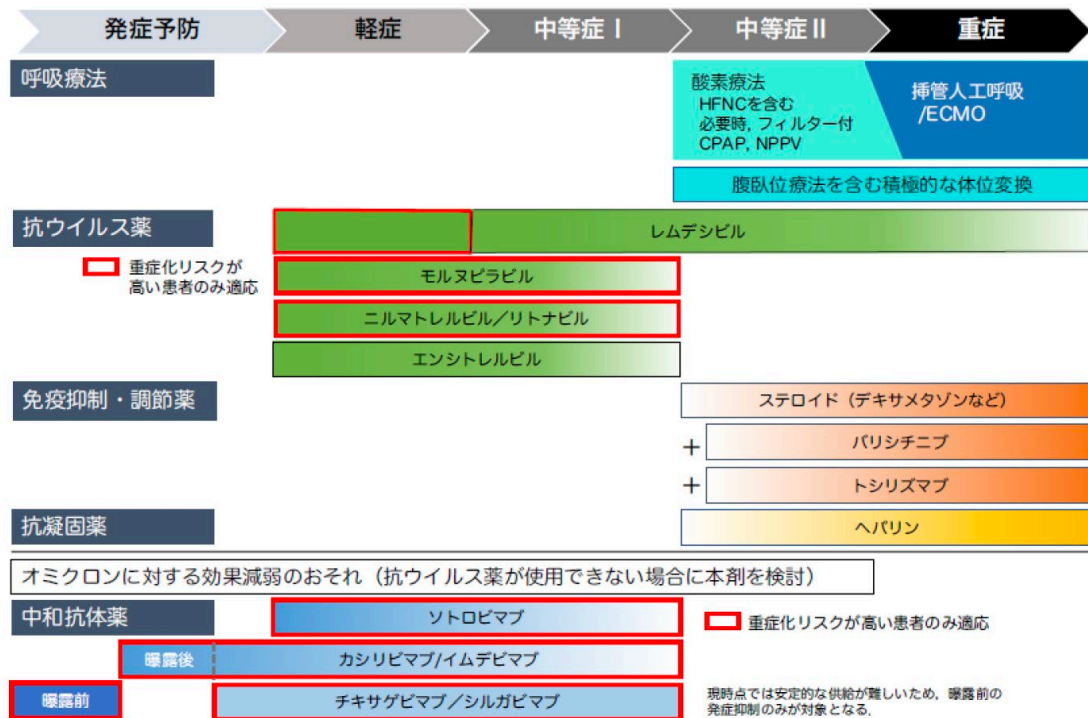 発症予防
軽症
中等症 I
中等症 II
重症
呼吸療法
酸素療法
HFNCを含む
必要時, フィルター付
CPAP, NPPV
挿管人工呼吸
/ECMO
腹臥位療法を含む積極的な体位変換
抗ウイルス薬
レムデシビル
重症化リスクが
高い患者のみ適応
モルヌピラビル
ニルマトレルビル／リトナビル
エンシトレルビル
免疫抑制・調節薬
ステロイド（デキサメタゾンなど）
+
バリシチニブ
+
トシリズマブ
抗凝固薬
ヘパリン
オミクロンに対する効果減弱のおそれ（抗ウイルス薬が使用できない場合に本剤を検討）
中和抗体薬
ソトロビマブ
重症化リスクが高い患者のみ適応
曝露後
カシリビマブ/イムデビマブ
曝露前
チキサゲビマブ／シルガビマブ
現時点では安定的な供給が難しいため，曝露前の
発症抑制のみが対象となる．